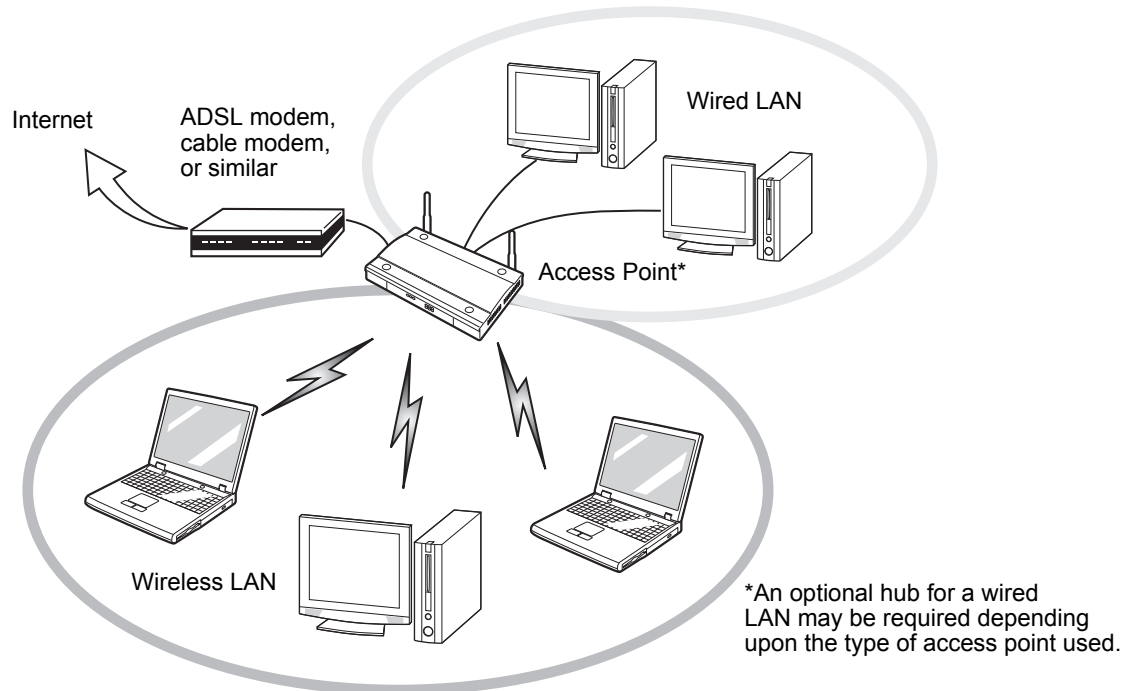 Internet
ADSL modem,
cable modem,
or similar
Wired LAN
Access Point*
Wireless LAN
*An optional hub for a wired
LAN may be required depending
upon the type of access point used.